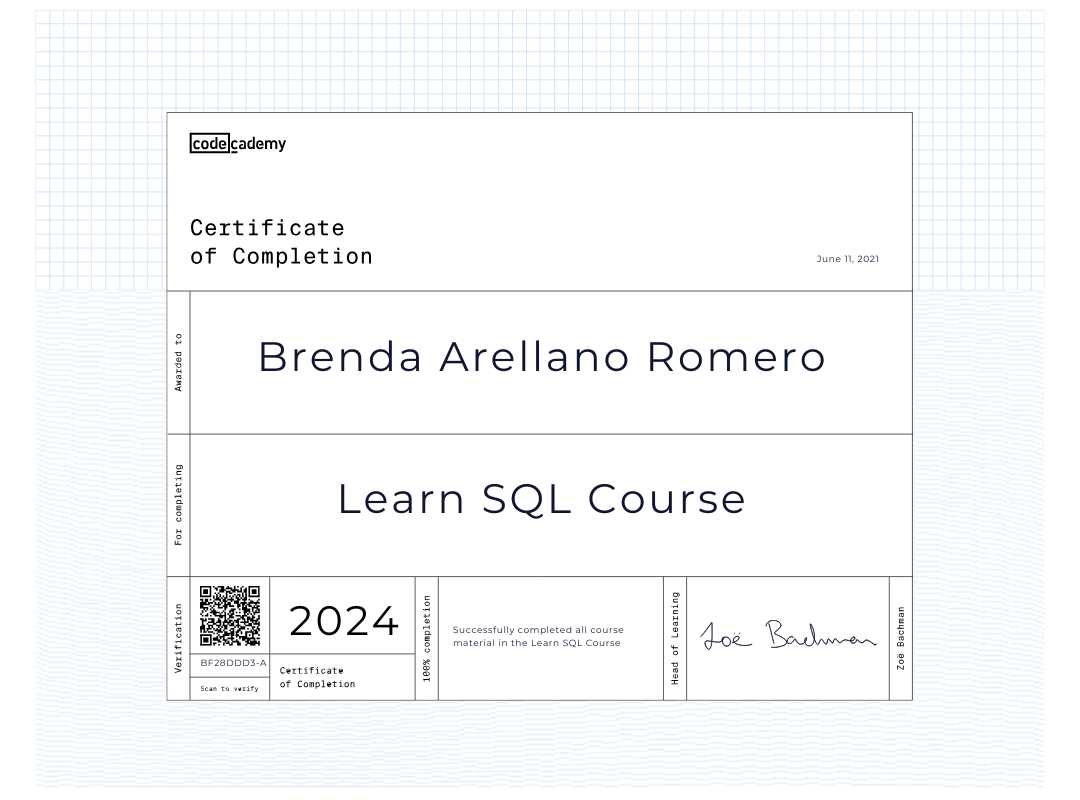 codecademy
Certificate
of Completion
June 11, 2021
Awarded to
Brenda Arellano Romero
For completing
Learn SQL Course
Verification
BF28DDD3-A
Scan to verify
2024
Certificate
of Completion
100% completion
Successfully completed all course
material in the Learn SQL Course
Head of Learning
Zoë Bachman
Zoë Bachman